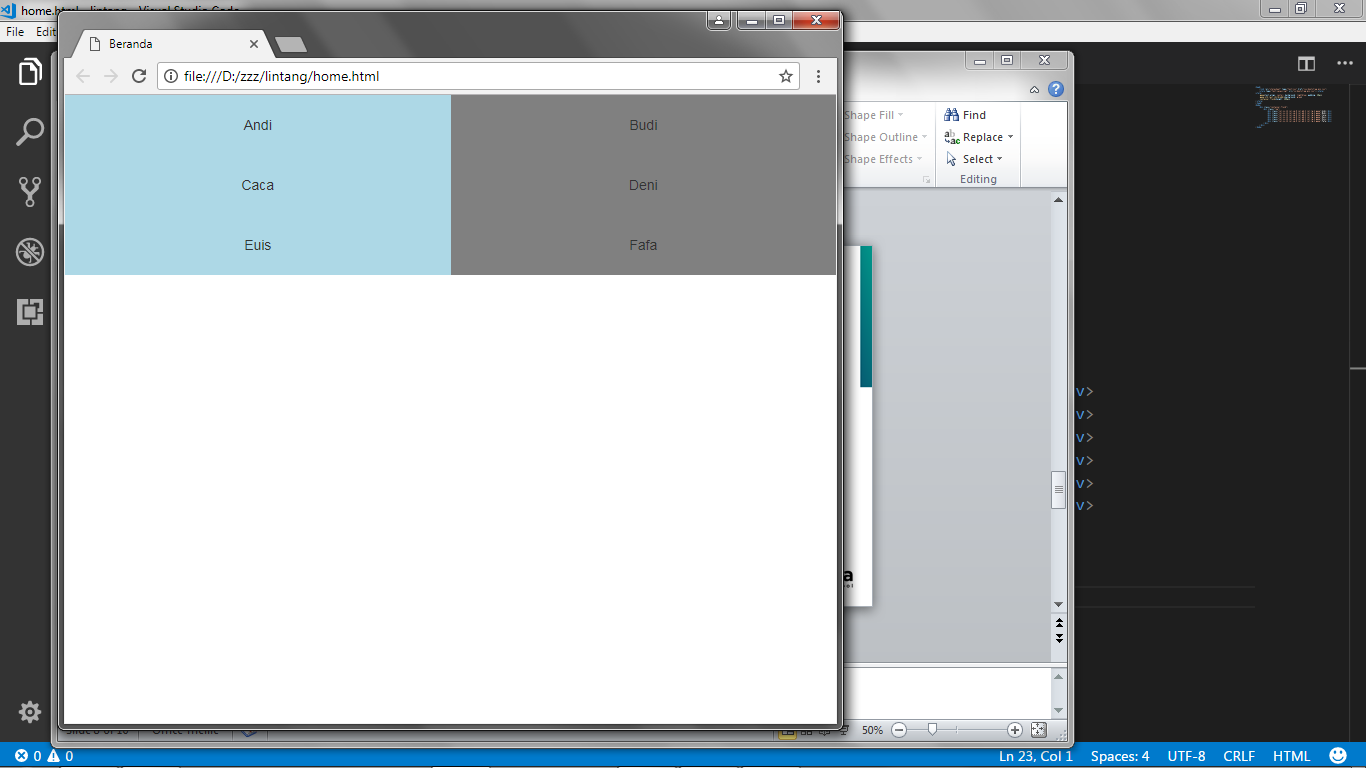 home.html - lintang - Visual Studio Code
File Edit
Beranda
file:///D:/zzz/lintang/home.html
Andi Budi
Caca Deni
Euis Fafa
Shape Fill Find
Shape Outline Replace
Shape Effects Select
Editing
v>
v>
v>
v>
v>
v>
a
50%
0 0 Ln 23, Col 1 Spaces: 4 UTF-8 CRLF HTML